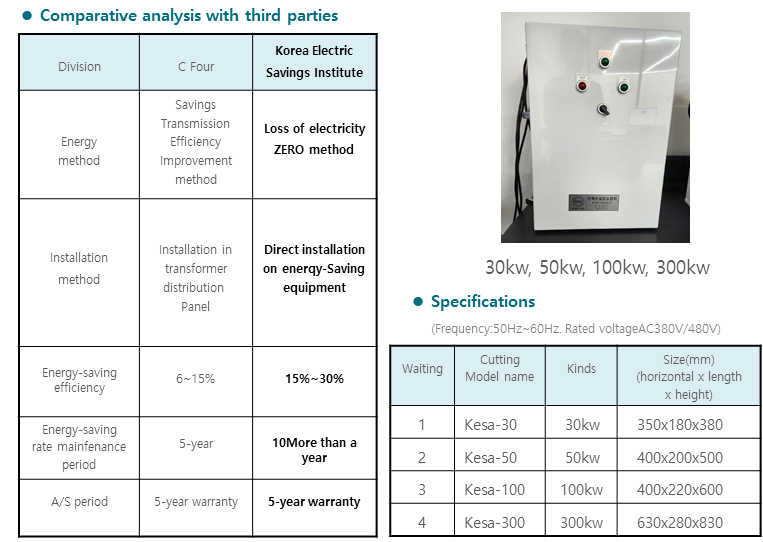 Comparative analysis with third parties
Division
C Four
Korea Electric
Savings Institute
Energy
method
Savings
Transmission
Efficiency
Improvement
method
Loss of electricity
ZERO method
Installation
method
Installation in
transformer
distribution
Panel
Direct installation
on energy-Saving
equipment
Energy-saving
efficiency
6~15%
15%~30%
Energy-saving
rate mainfenance
period
5-year
10More than a
year
A/S period
5-year warranty
5-year warranty
30kw, 50kw, 100kw, 300kw
Specifications
(Frequency:50Hz~60Hz. Rated voltageAC380V/480V)
Waiting
Cutting
Model name
Kinds
Size(mm)
(horizontal x length
x height)
1 Kesa-30 30kw 350x180x380
2 Kesa-50 50kw 400x200x500
3 Kesa-100 100kw 400x220x600
4 Kesa-300 300kw 630x280x830